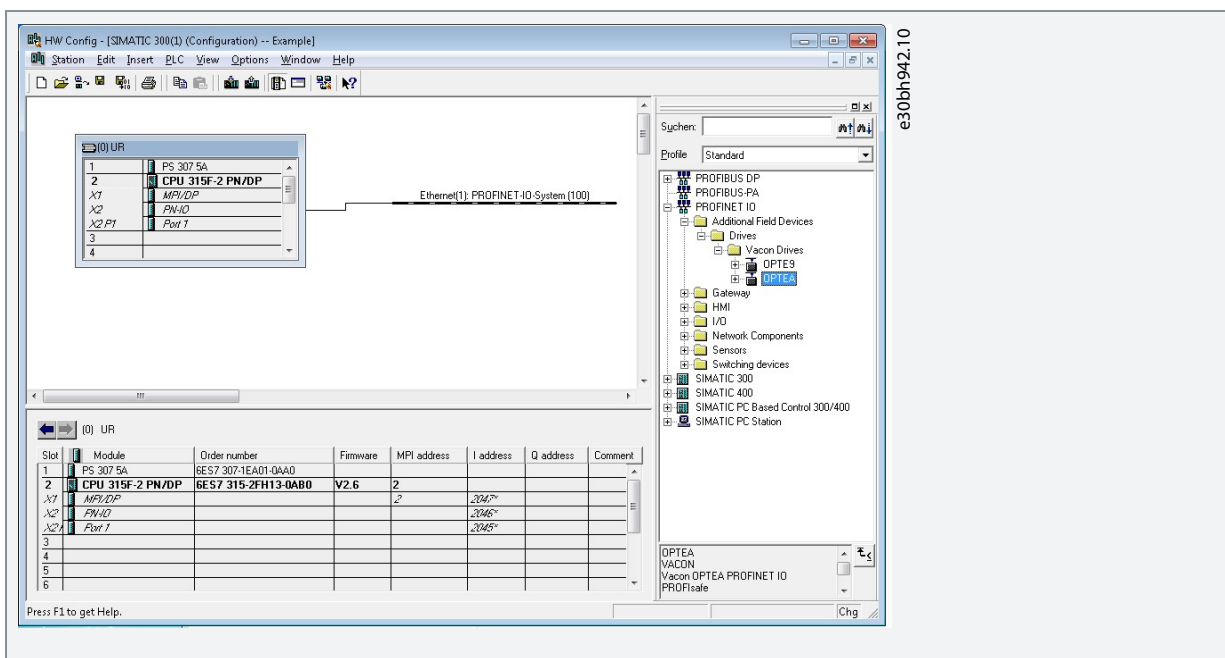 HW Config - [SIMATIC 300(1) (Configuration) -- Example]
Station Edit Insert PLC View Options Window Help
(0) UR
1 PS 307 5A
2 CPU 315F-2 PN/DP
X1 MPI/DP
X2 PN-IO
X2 P1 Port 1
3
4
Ethernet(1): PROFINET-IO-System (100)
Suchen:
Profile Standard
PROFIBUS DP
PROFIBUS-PA
PROFINET IO
Additional Field Devices
Drives
Vacon Drives
OPTE9
OPTEA
Gateway
HMI
I/O
Network Components
Sensors
Switching devices
SIMATIC 300
SIMATIC 400
SIMATIC PC Based Control 300/400
SIMATIC PC Station
(0) UR
Slot Module Order number Firmware MPI address I address Q address Comment
1 PS 307 5A 6ES7 307-1EA01-0AA0
2 CPU 315F-2 PN/DP 6ES7 315-2FH13-0AB0 V2.6 2
X1 MPI/DP 2 2047*
X2 PN-IO 2046*
X2 Port 1 2045*
3
4
5
6
OPTEA
VACON
Vacon OPTEA PROFINET IO
PROFIsafe
Press F1 to get Help.
Chg
e30bh942.10